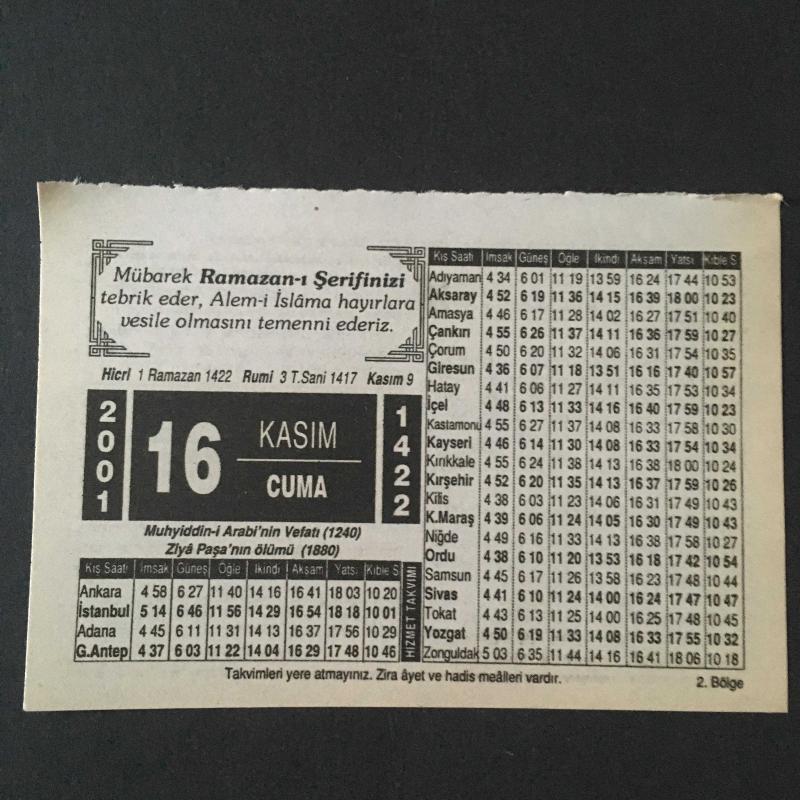 Mübarek Ramazan-ı Şerifinizi
tebrik eder, Alem-i İslâma hayırlara
vesile olmasını temenni ederiz.
Hicri 1 Ramazan 1422 Rumi 3 T.Sani 1417 Kasım 9
2001
16
KASIM
CUMA
1422
Muhyiddin-i Arabi'nin Vefatı (1240)
Ziyâ Paşa'nın ölümü (1880)
Kış Saati İmsak Güneş Öğle İkindi Akşam Yatsı Kıble S
Ankara 4 58 6 27 11 40 14 16 16 41 18 03 10 20
İstanbul 5 14 6 46 11 56 14 29 16 54 18 18 10 01
Adana 4 45 6 11 11 31 14 13 16 37 17 56 10 29
G.Antep 4 37 6 03 11 22 14 04 16 29 17 48 10 46
HİZMET TAKVİMİ
Kış Saati İmsak Güneş Öğle İkindi Akşam Yatsı Kıble S
Adıyaman 4 34 6 01 11 19 13 59 16 24 17 44 10 53
Aksaray 4 52 6 19 11 36 14 15 16 39 18 00 10 23
Amasya 4 46 6 17 11 28 14 02 16 27 17 51 10 40
Çankırı 4 55 6 26 11 37 14 11 16 36 17 59 10 27
Çorum 4 50 6 20 11 32 14 06 16 31 17 54 10 35
Giresun 4 36 6 07 11 18 13 51 16 16 17 40 10 57
Hatay 4 41 6 06 11 27 14 11 16 35 17 53 10 34
İçel 4 48 6 13 11 33 14 16 16 40 17 59 10 23
Kastamonu 4 55 6 27 11 37 14 08 16 33 17 58 10 30
Kayseri 4 46 6 14 11 30 14 08 16 33 17 54 10 34
Kırıkkale 4 55 6 24 11 38 14 13 16 38 18 00 10 24
Kırşehir 4 52 6 20 11 35 14 13 16 37 17 59 10 26
Kilis 4 38 6 03 11 23 14 06 16 31 17 49 10 43
K.Maraş 4 39 6 06 11 24 14 05 16 30 17 49 10 43
Niğde 4 49 6 16 11 33 14 13 16 38 17 58 10 27
Ordu 4 38 6 10 11 20 13 53 16 18 17 42 10 54
Samsun 4 45 6 17 11 26 13 58 16 23 17 48 10 44
Sivas 4 41 6 10 11 24 14 00 16 24 17 47 10 47
Tokat 4 43 6 13 11 25 14 00 16 25 17 48 10 45
Yozgat 4 50 6 19 11 33 14 08 16 33 17 55 10 32
Zonguldak 5 03 6 35 11 44 14 16 16 41 18 06 10 18
Takvimleri yere atmayınız. Zira âyet ve hadis meâlleri vardır.
2. Bölge